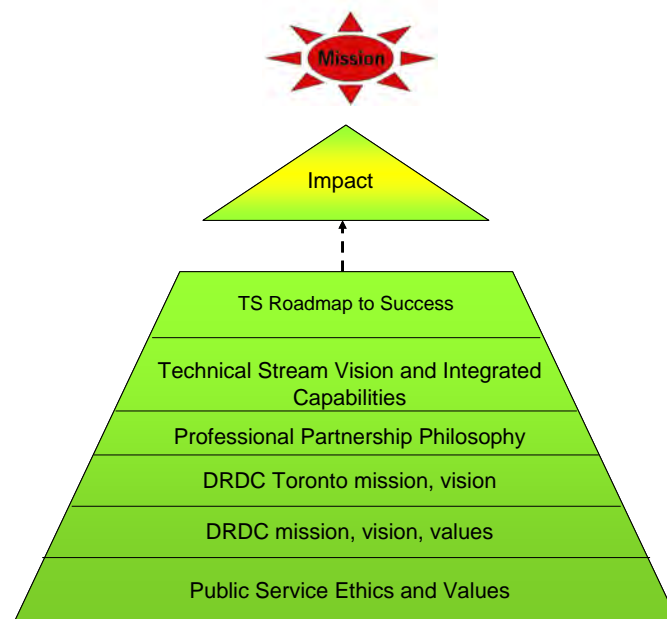 Mission
Impact
TS Roadmap to Success
Technical Stream Vision and Integrated
Capabilities
Professional Partnership Philosophy
DRDC Toronto mission, vision
DRDC mission, vision, values
Public Service Ethics and Values